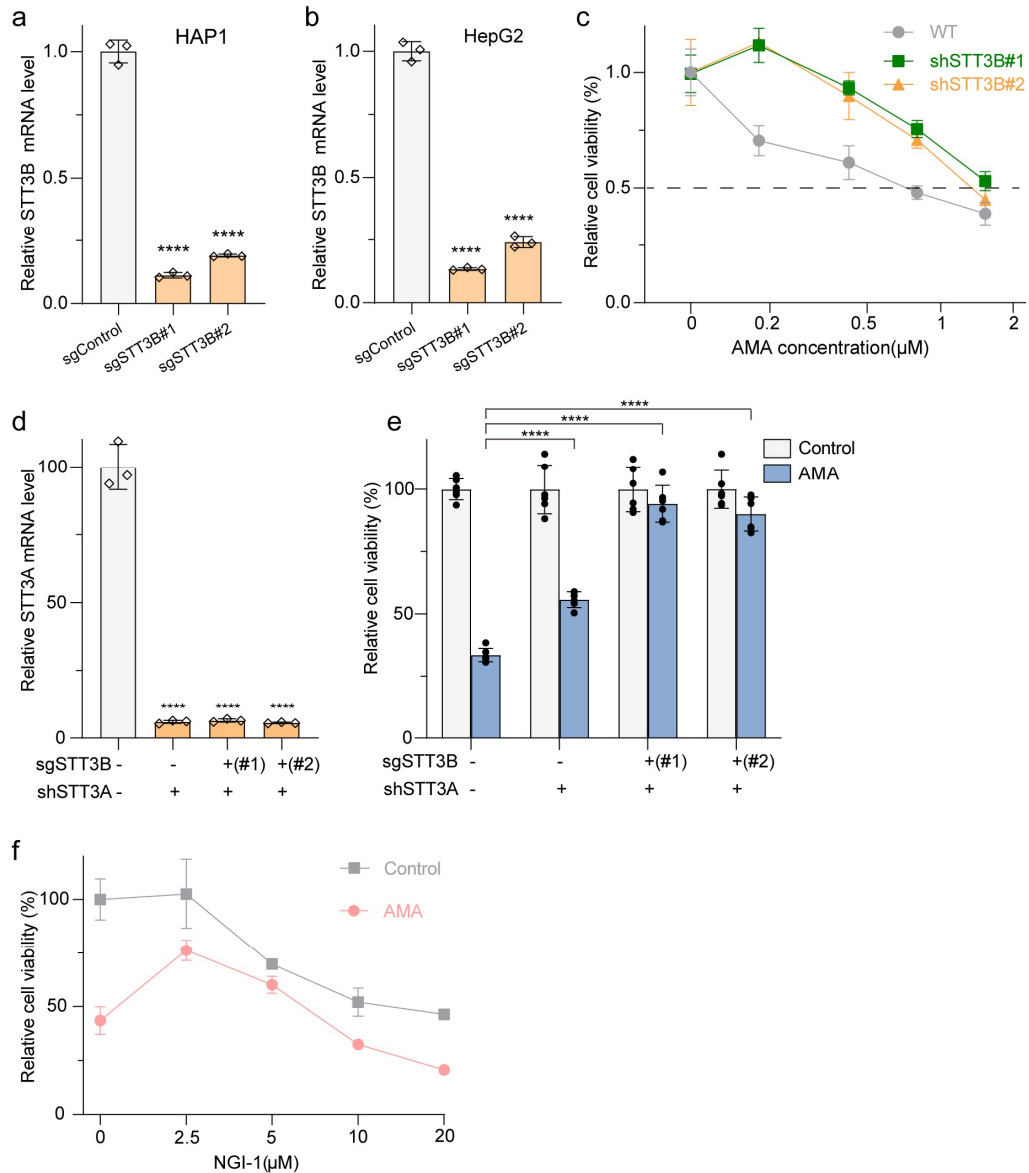 a
HAP1
Relative STT3B mRNA level
1.0
0.5
0.0
****
****
sgControl
sgSTT3B#1
sgSTT3B#2
b
HepG2
Relative STT3B mRNA level
1.0
0.5
0.0
****
****
sgControl
sgSTT3B#1
sgSTT3B#2
c
WT
shSTT3B#1
shSTT3B#2
Relative cell viability (%)
1.0
0.5
0.0
0 0.2 0.5 1 2
AMA concentration(µM)
d
Relative STT3A mRNA level
100
50
0
**** **** ****
sgSTT3B - - +(#1) +(#2)
shSTT3A - + + +
e
****
****
****
Control
AMA
Relative cell viability (%)
100
50
0
sgSTT3B - - +(#1) +(#2)
shSTT3A - + + +
f
Control
AMA
Relative cell viability (%)
100
50
0
0 2.5 5 10 20
NGI-1(µM)